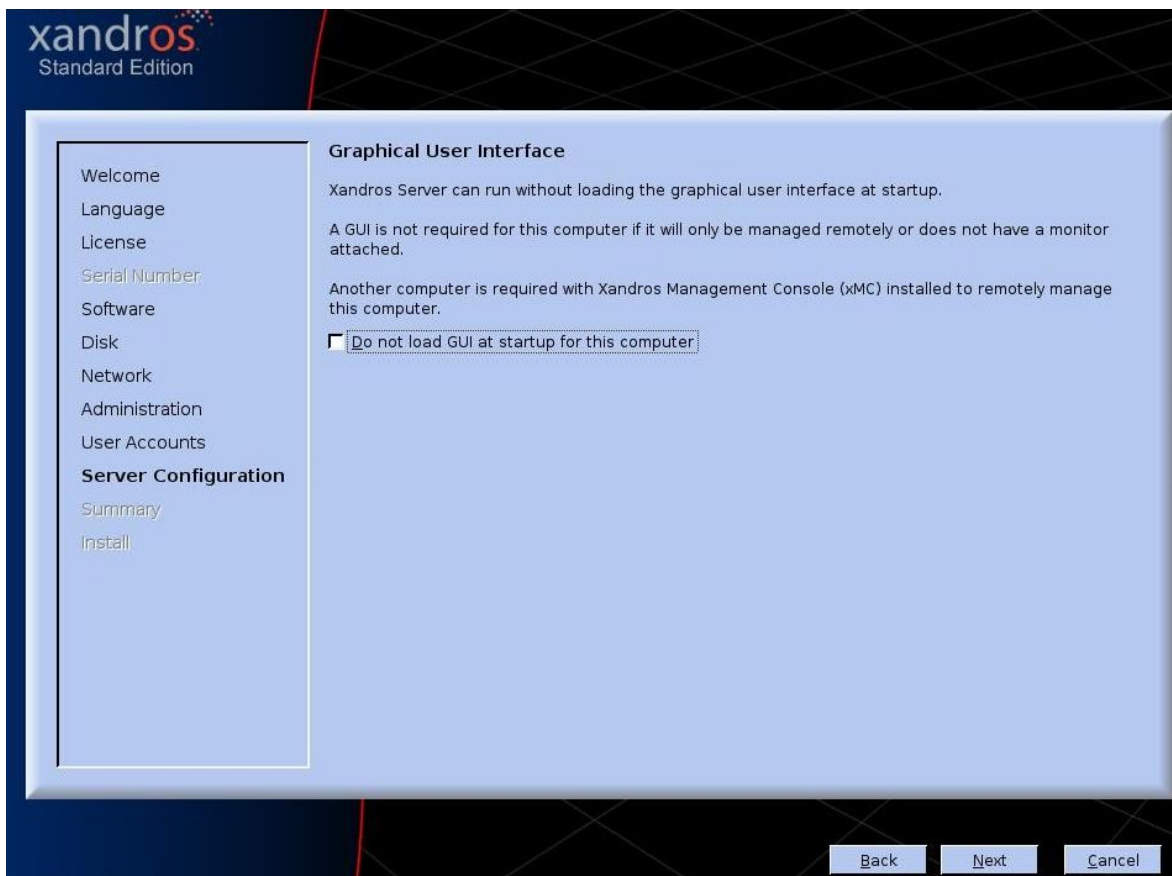 xandros
Standard Edition
Welcome
Language
License
Serial Number
Software
Disk
Network
Administration
User Accounts
Server Configuration
Summary
Install
Graphical User Interface
Xandros Server can run without loading the graphical user interface at startup.
A GUI is not required for this computer if it will only be managed remotely or does not have a monitor
attached.
Another computer is required with Xandros Management Console (xMC) installed to remotely manage
this computer.
Do not load GUI at startup for this computer
Back
Next
Cancel